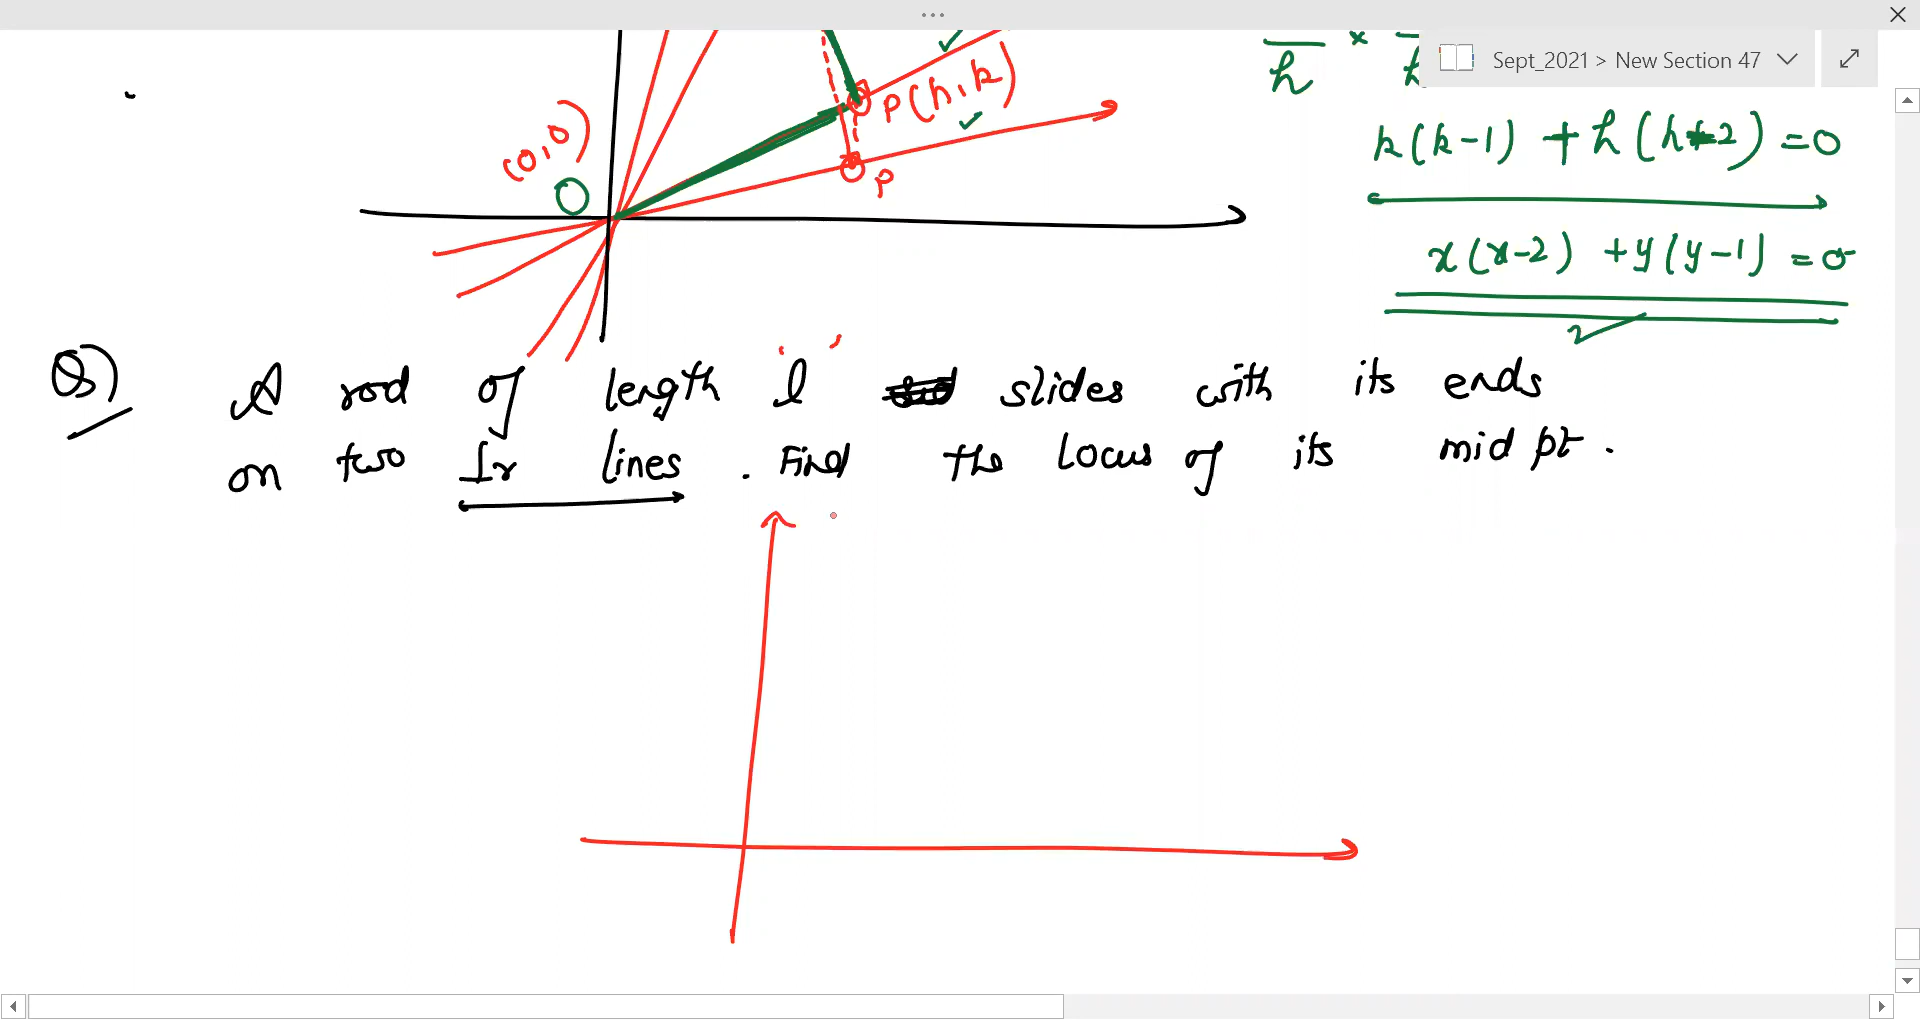 Sept_2021 > New Section 47
h
P(h,k)
k(k-1) + h(h-2) = 0
(0,0)
P
O
x(x-2) + y(y-1) = 0
Q) A rod of length 'l' slides with its ends
on two ⊥r lines. Find the locus of its mid pt.